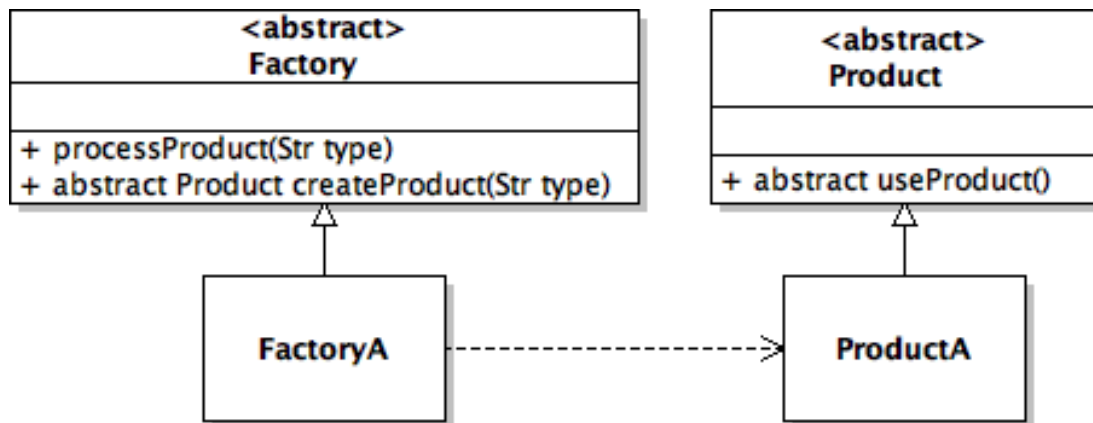 <abstract>
Factory
+ processProduct(Str type)
+ abstract Product createProduct(Str type)
<abstract>
Product
+ abstract useProduct()
FactoryA
ProductA